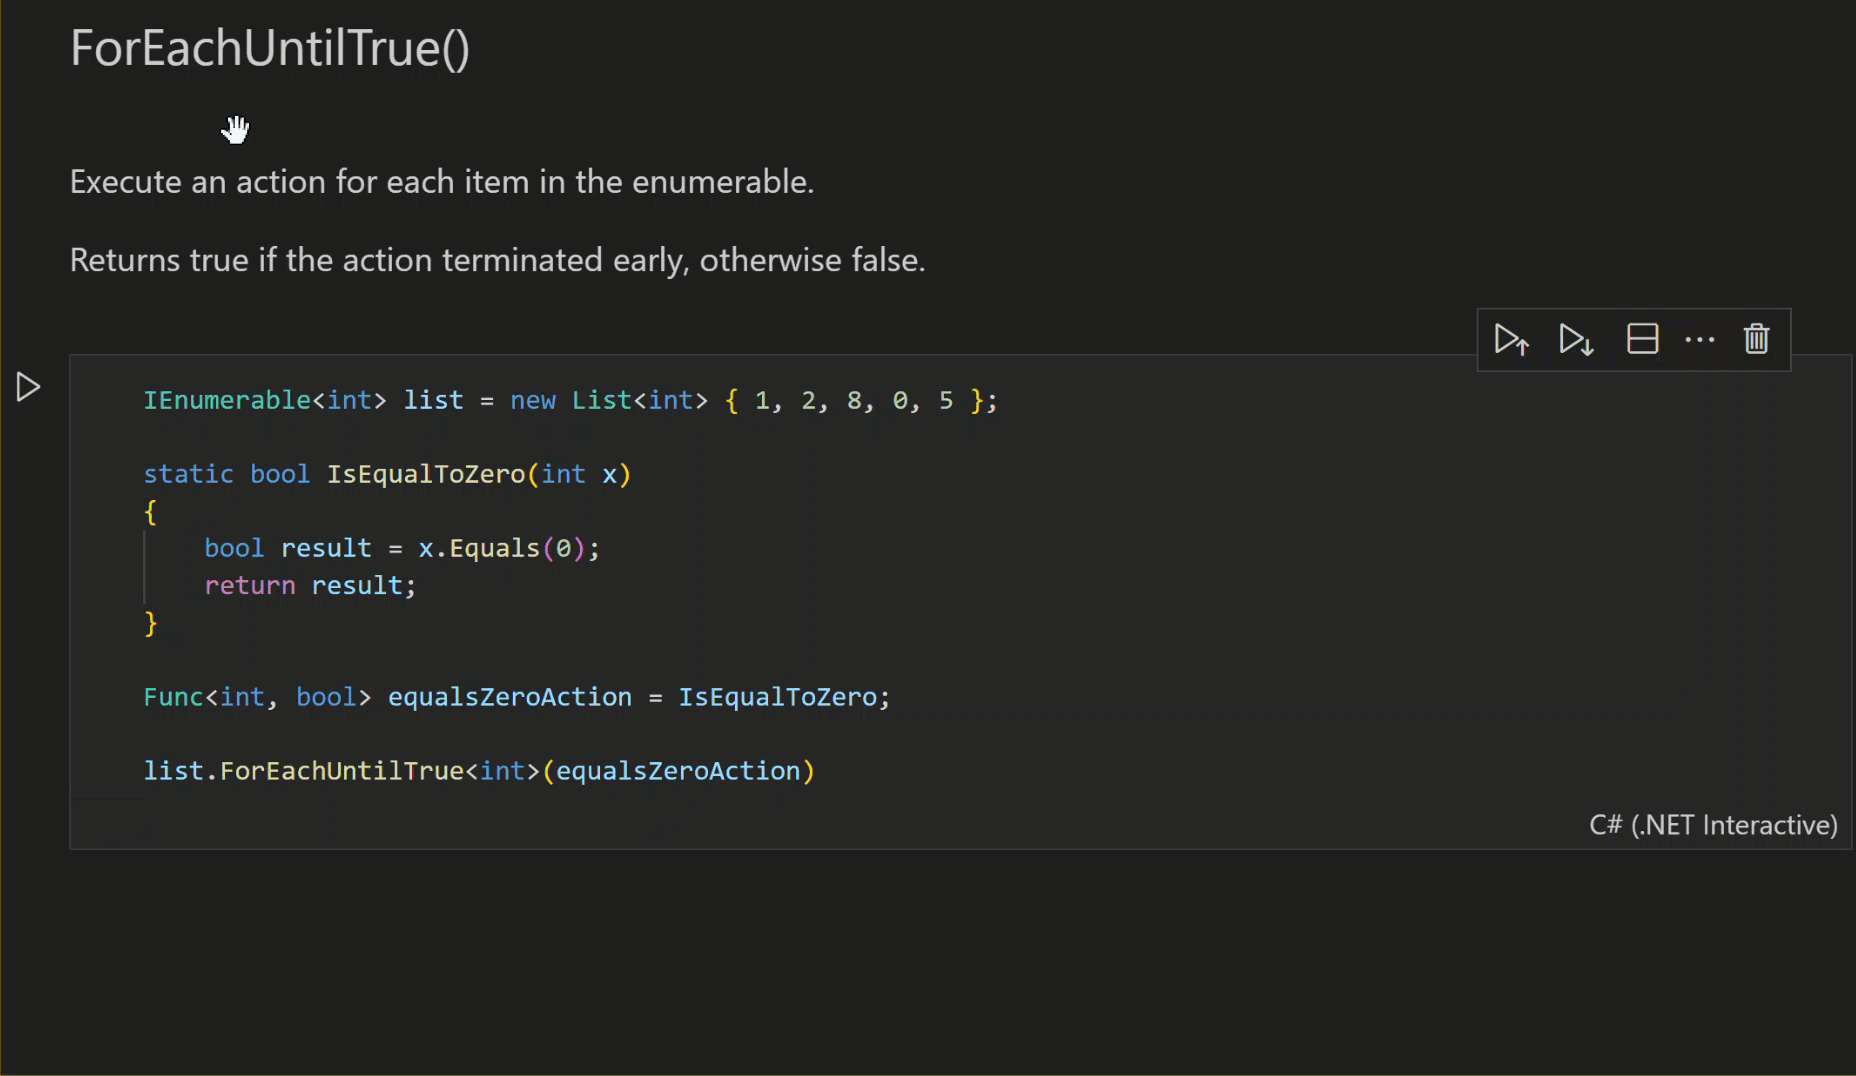 ForEachUntilTrue()
Execute an action for each item in the enumerable.
Returns true if the action terminated early, otherwise false.
IEnumerable<int> list = new List<int> { 1, 2, 8, 0, 5 };
static bool IsEqualToZero(int x)
{
    bool result = x.Equals(0);
    return result;
}
Func<int, bool> equalsZeroAction = IsEqualToZero;
list.ForEachUntilTrue<int>(equalsZeroAction)
C# (.NET Interactive)